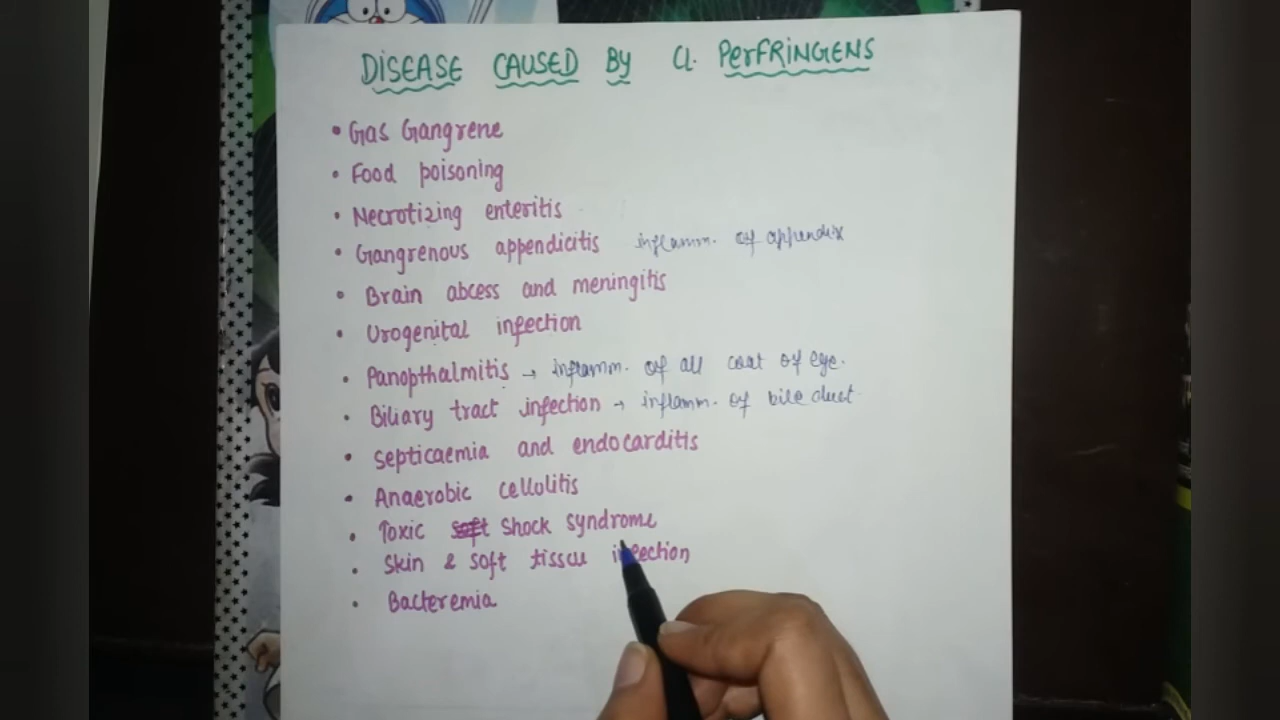 DISEASE CAUSED By Cl. PerFRiNGENS
• Gas Gangrene
• Food poisoning
• Necrotizing enteritis
• Gangrenous appendicitis inflamm. of appendix
• Brain abcess and meningitis
• Urogenital infection
• Panopthalmitis → inflamm. of all coat of eye.
• Biliary tract infection → inflamm. of bile duct
• Septicaemia and endocarditis
• Anaerobic cellolitis
• Toxic soft Shock syndrome
• Skin & soft tissue infection
• Bacteremia